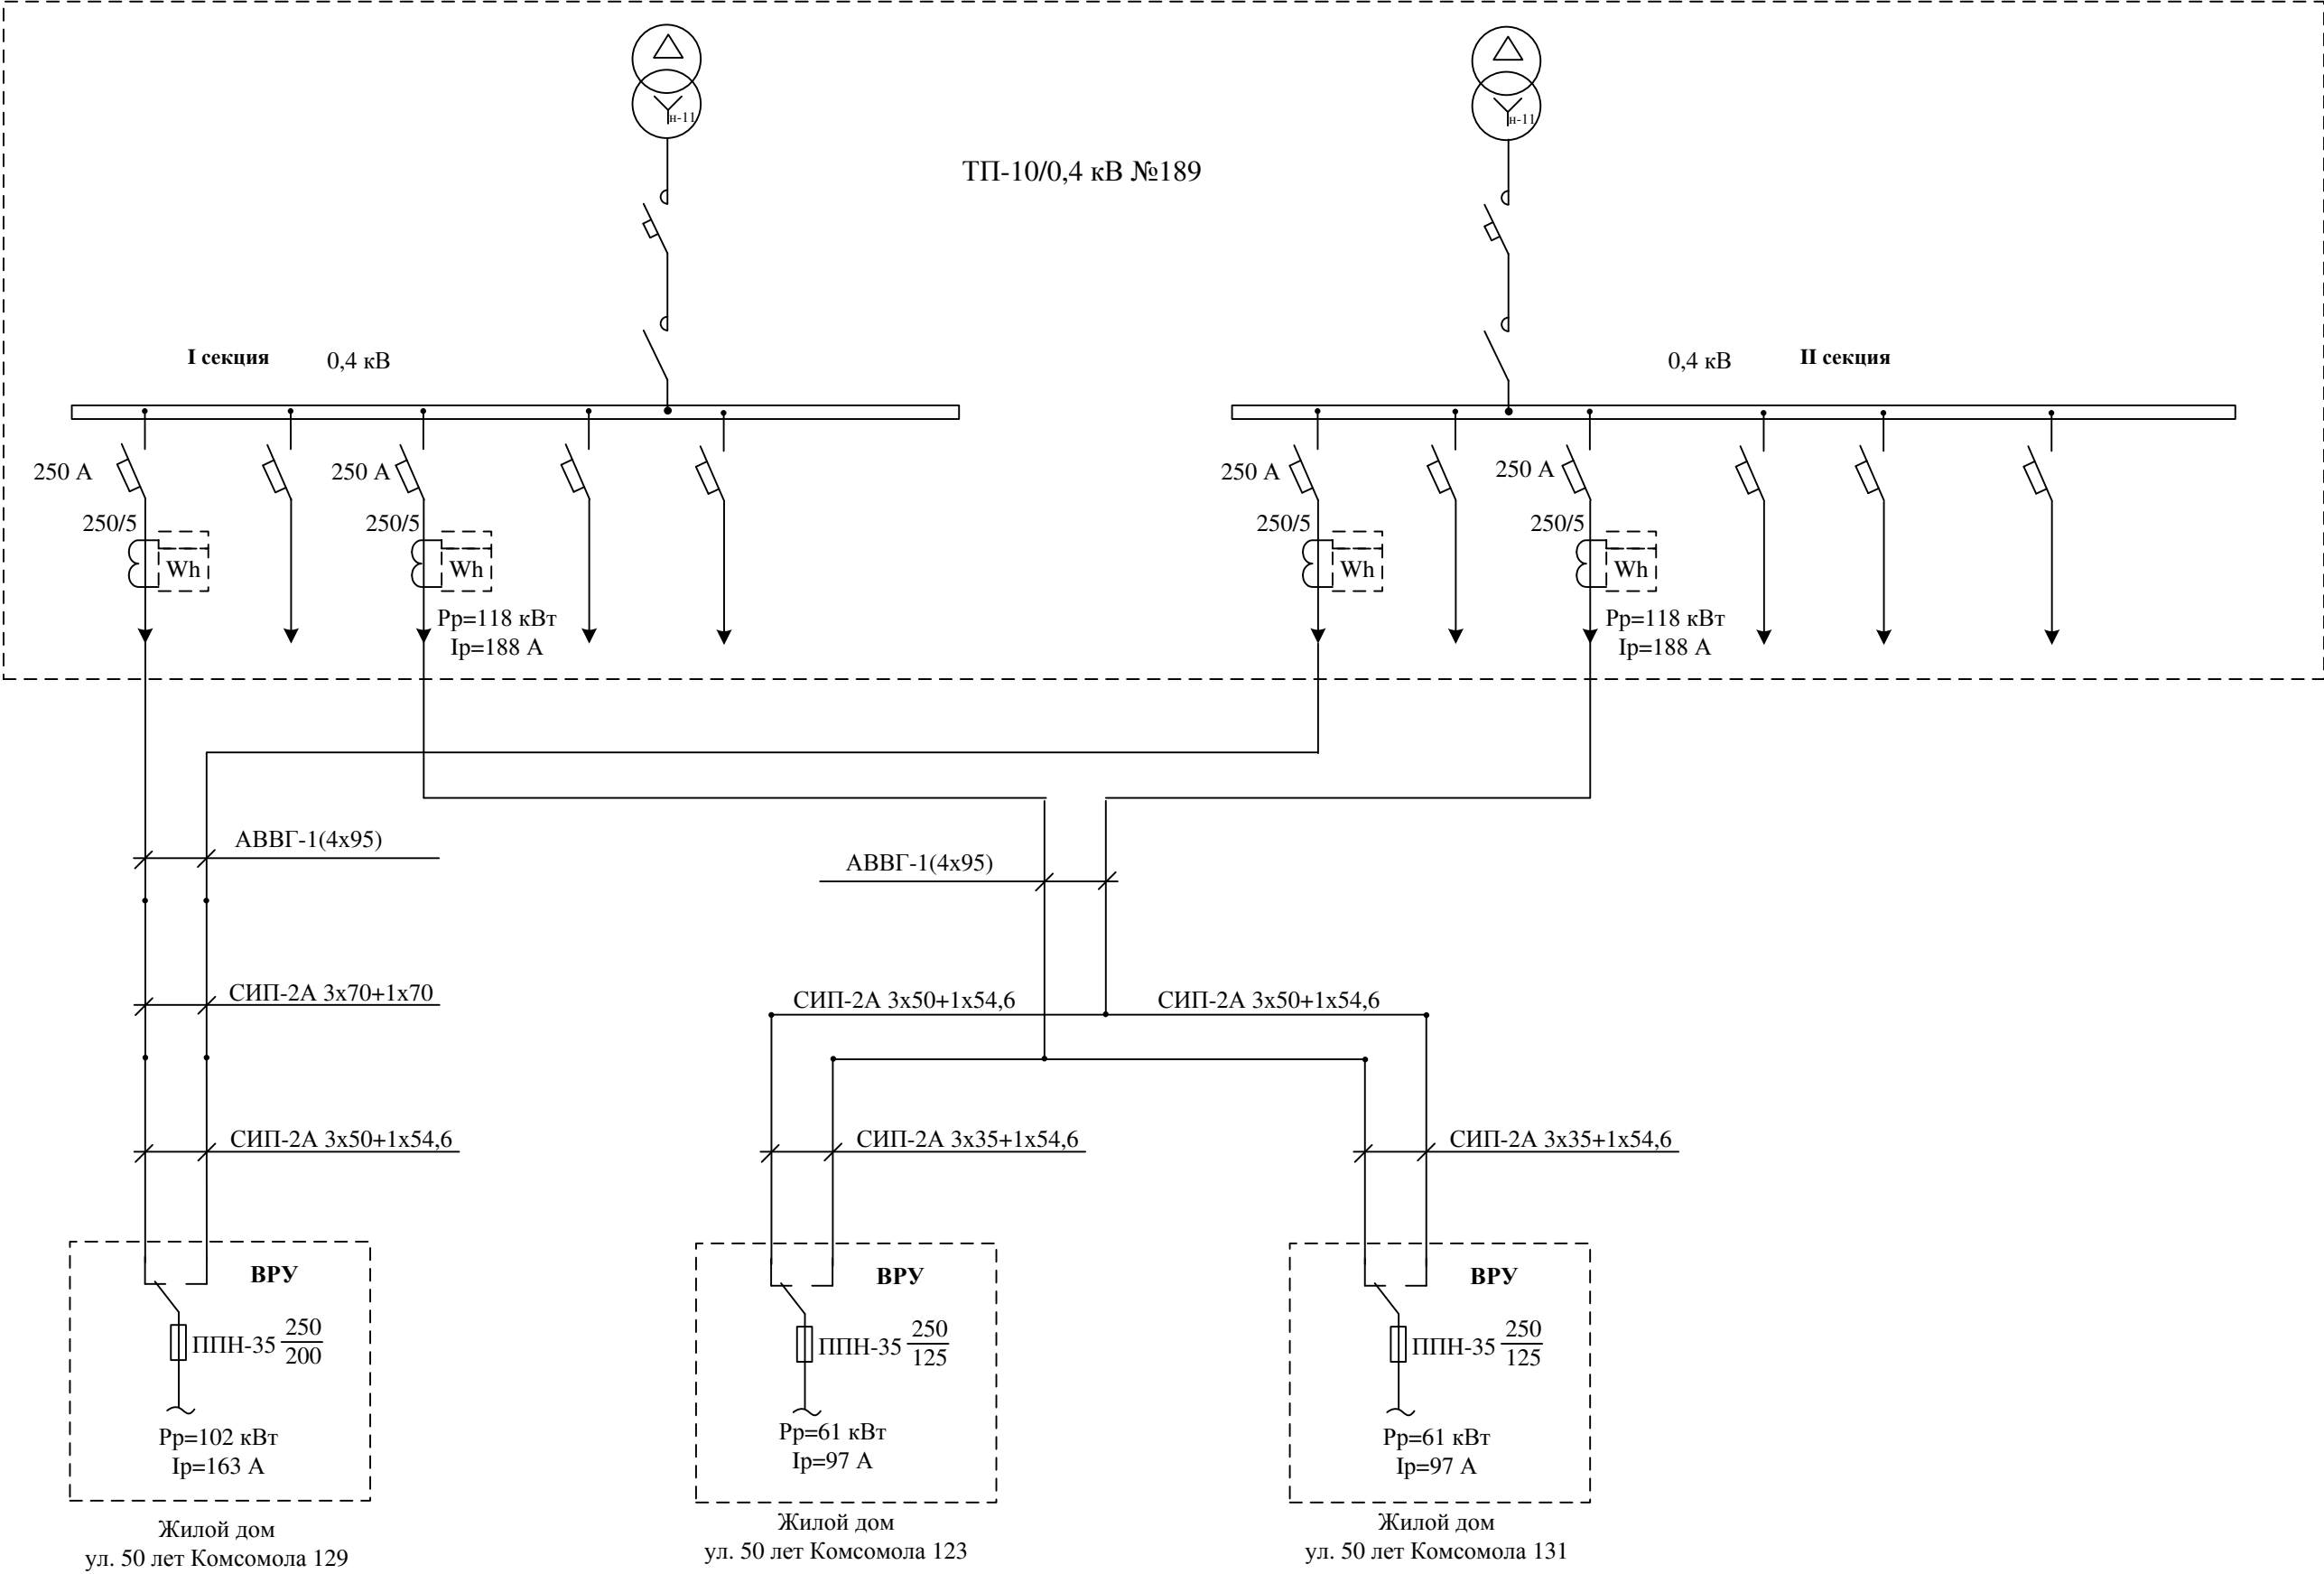 н-11
н-11
ТП-10/0,4 кВ №189
I секция
0,4 кВ
0,4 кВ
II секция
250 А
250 А
250 А
250 А
250/5
250/5
250/5
250/5
Wh
Wh
Wh
Wh
Рр=118 кВт
Iр=188 А
Рр=118 кВт
Iр=188 А
АВВГ-1(4х95)
АВВГ-1(4х95)
СИП-2А 3х70+1х70
СИП-2А 3х50+1х54,6
СИП-2А 3х50+1х54,6
СИП-2А 3х50+1х54,6
СИП-2А 3х35+1х54,6
СИП-2А 3х35+1х54,6
ВРУ
ППН-35 250
200
Рр=102 кВт
Iр=163 А
Жилой дом
ул. 50 лет Комсомола 129
ВРУ
ППН-35 250
125
Рр=61 кВт
Iр=97 А
Жилой дом
ул. 50 лет Комсомола 123
ВРУ
ППН-35 250
125
Рр=61 кВт
Iр=97 А
Жилой дом
ул. 50 лет Комсомола 131